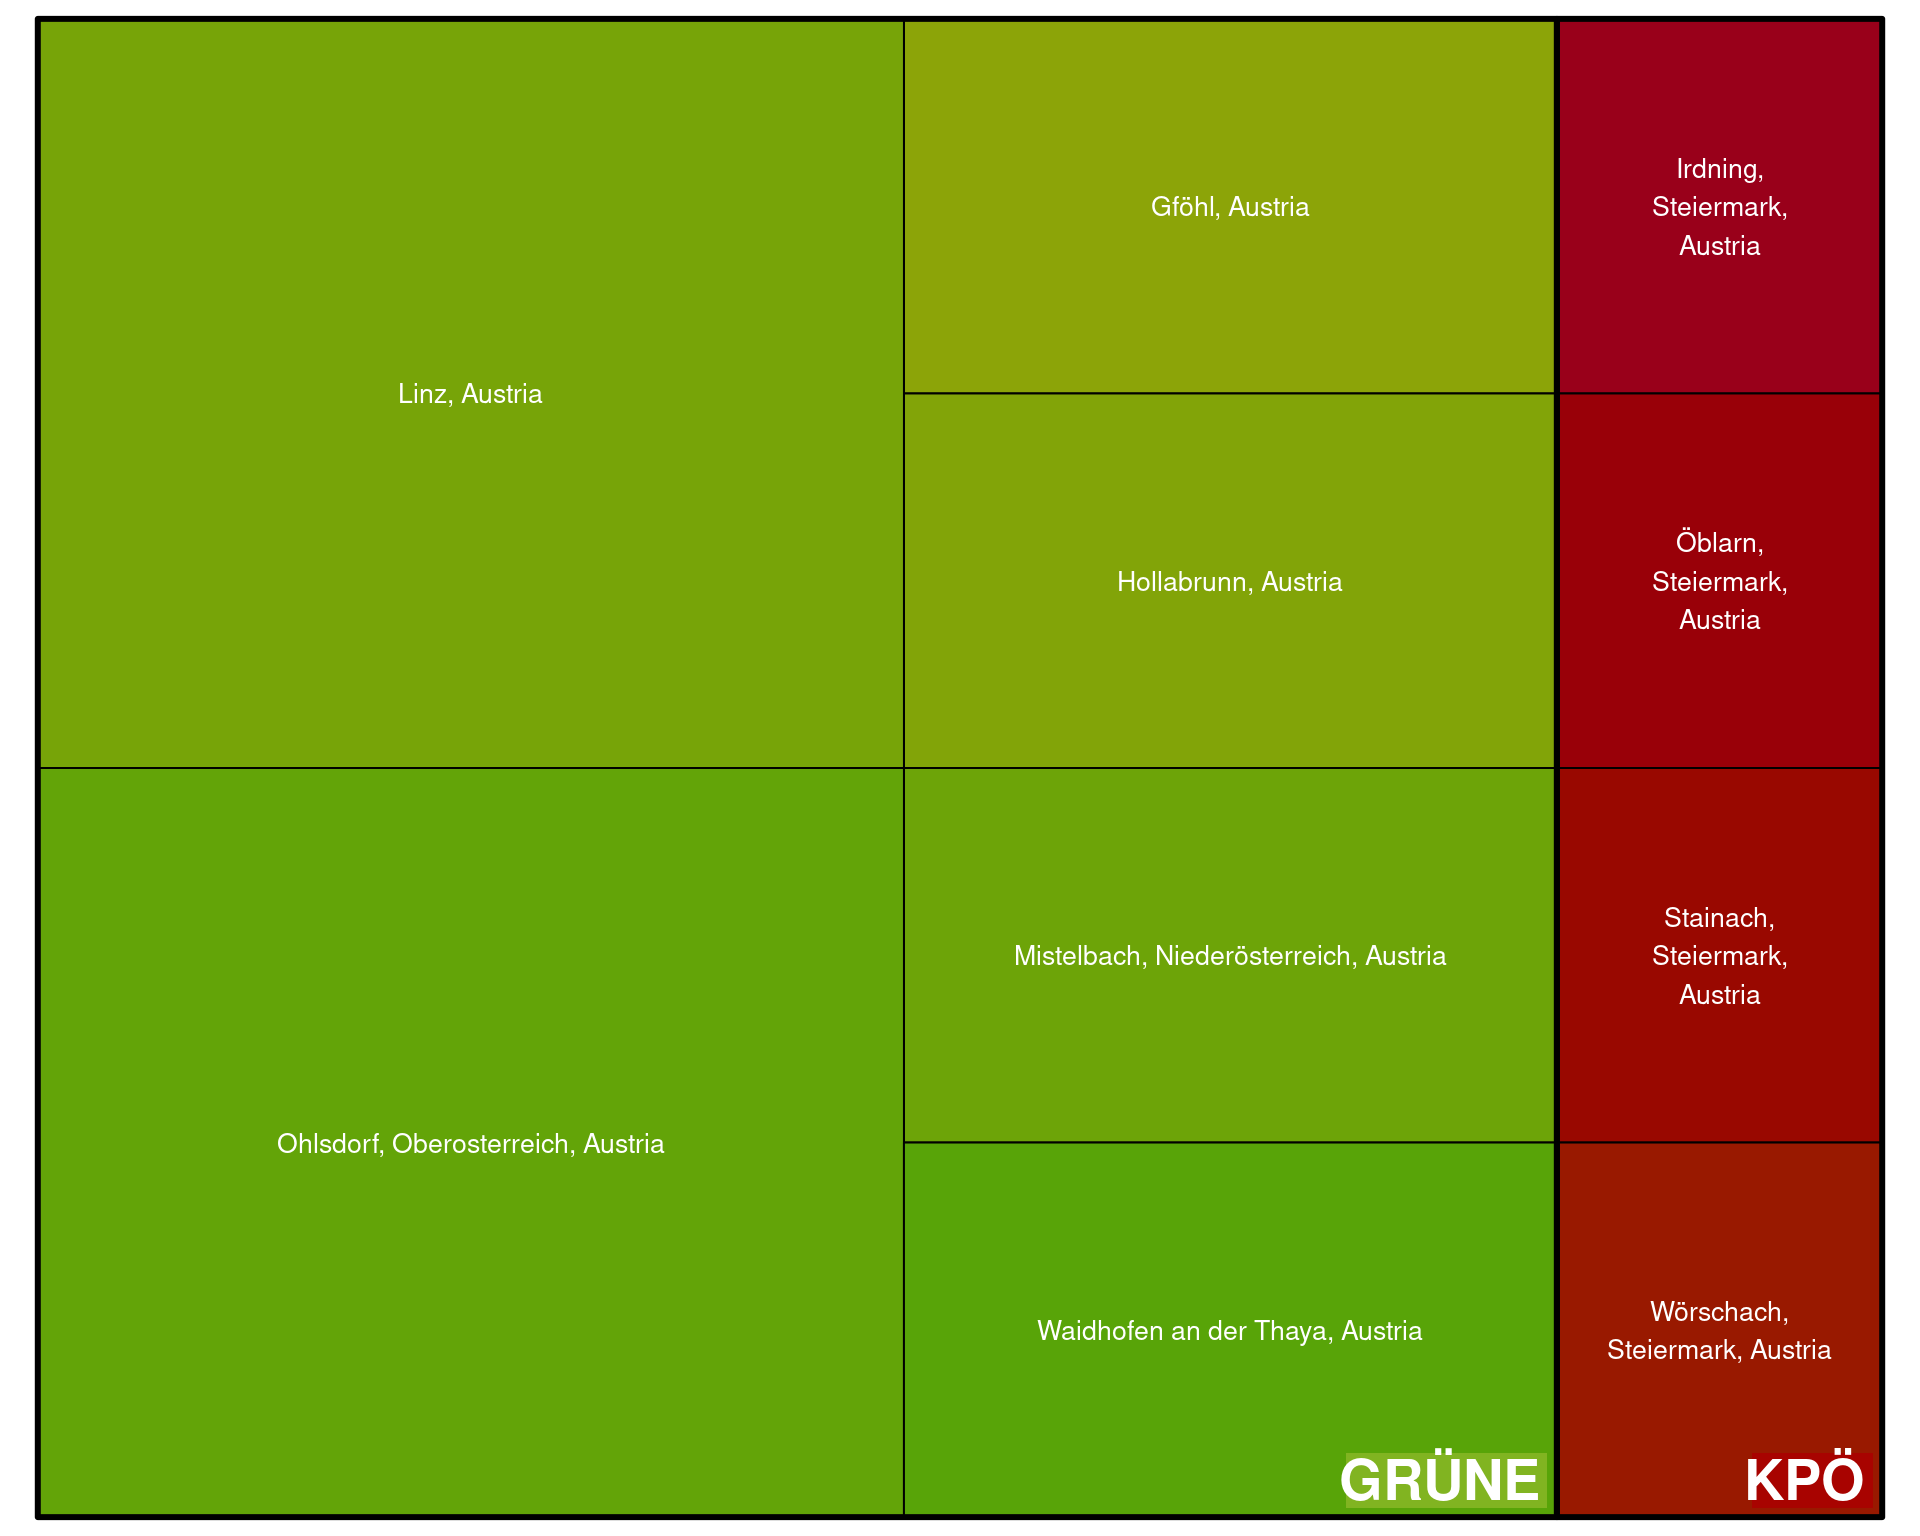 Linz, Austria
Ohlsdorf, Oberosterreich, Austria
Gföhl, Austria
Hollabrunn, Austria
Mistelbach, Niederösterreich, Austria
Waidhofen an der Thaya, Austria
GRÜNE
Irdning,
Steiermark,
Austria
Öblarn,
Steiermark,
Austria
Stainach,
Steiermark,
Austria
Wörschach,
Steiermark, Austria
KPÖ